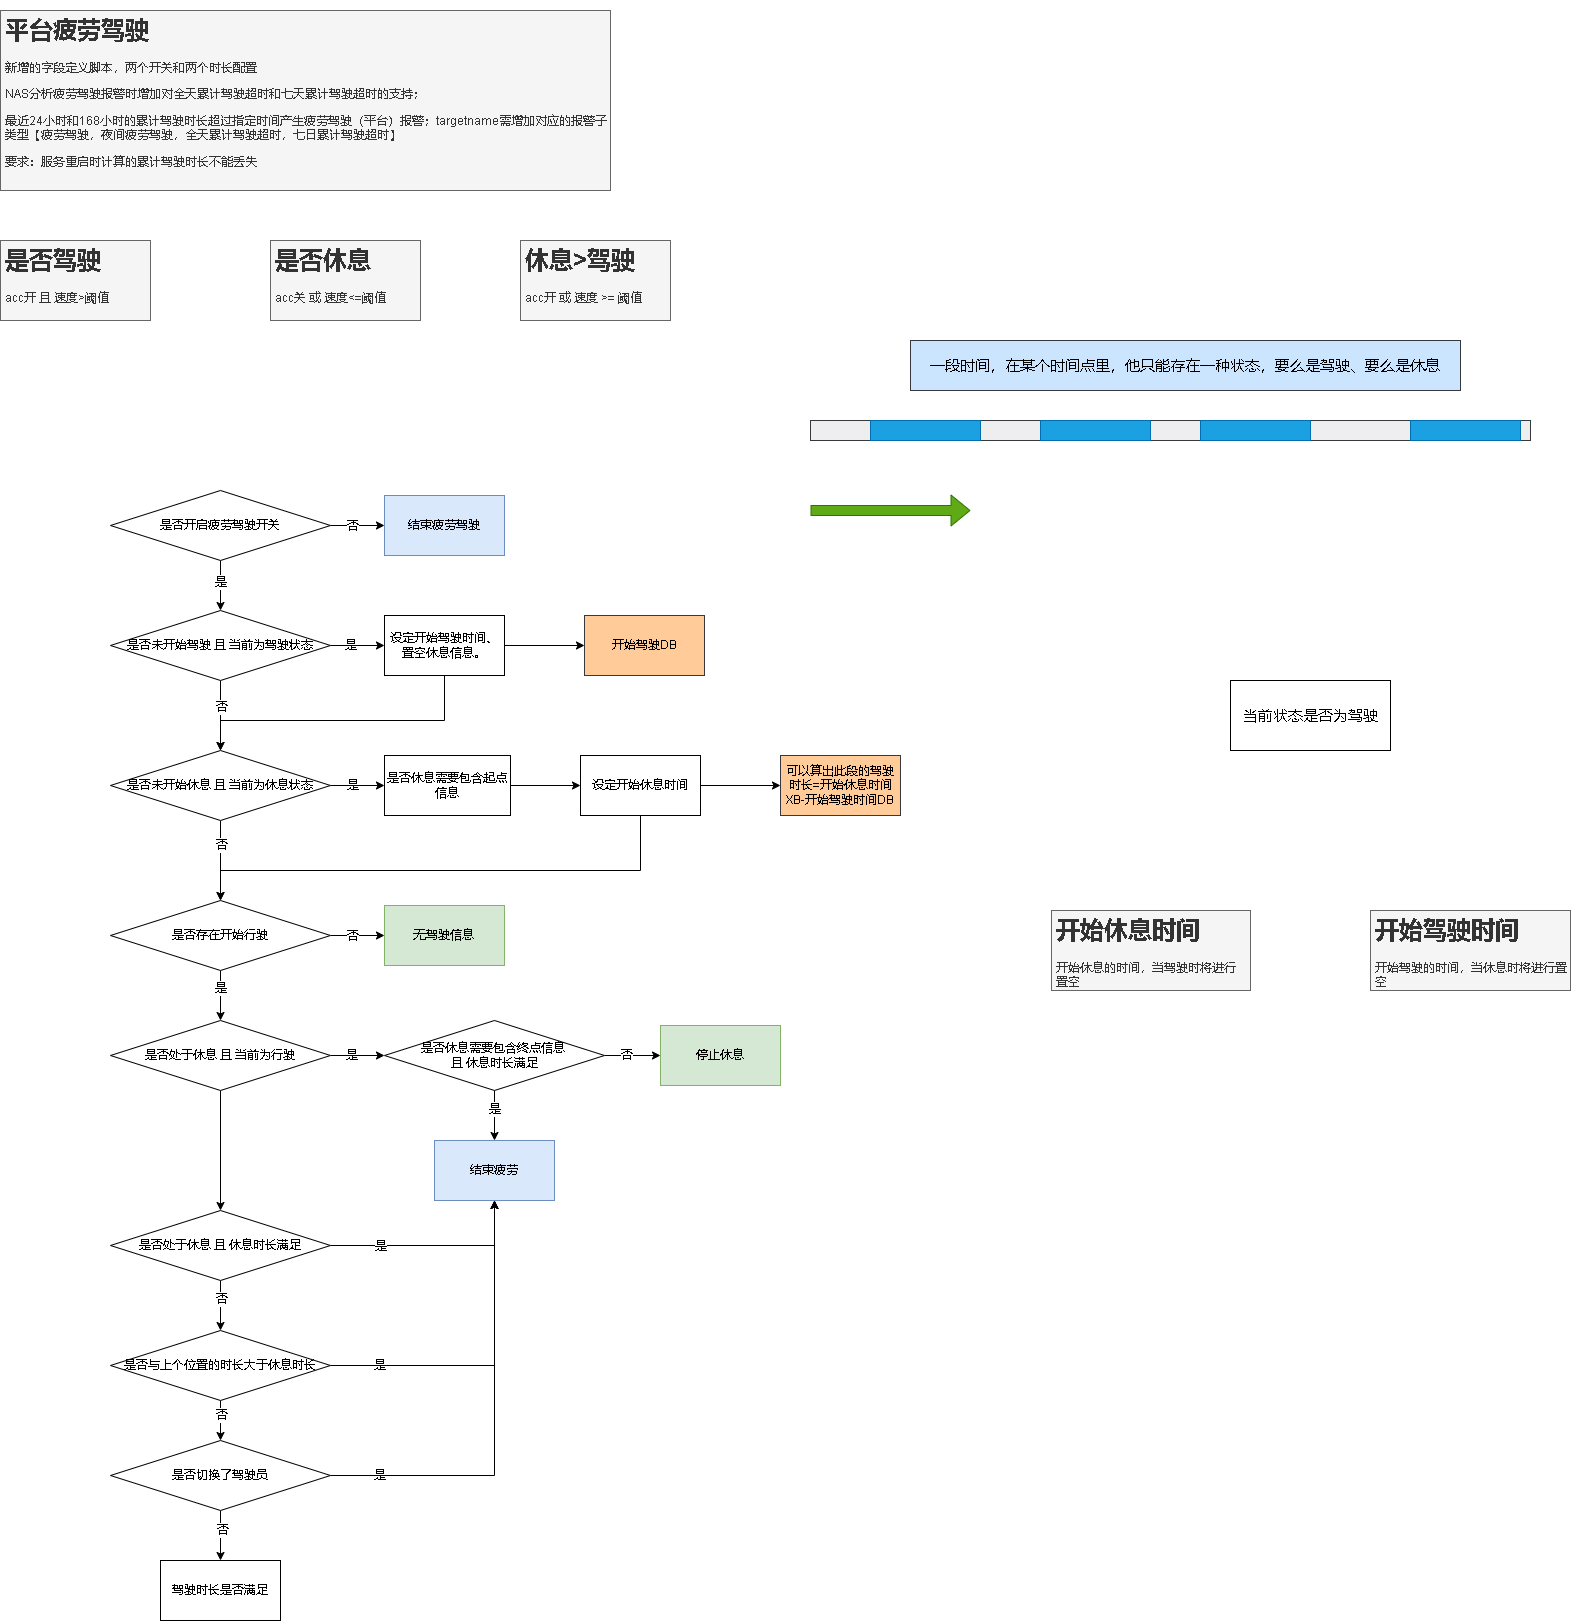 平台疲劳驾驶
新增的字段定义脚本，两个开关和两个时长配置
NAS分析疲劳驾驶报警时增加对全天累计驾驶超时和七天累计驾驶超时的支持；
最近24小时和168小时的累计驾驶时长超过指定时间产生疲劳驾驶（平台）报警；targetname需增加对应的报警子
类型【疲劳驾驶，夜间疲劳驾驶，全天累计驾驶超时，七日累计驾驶超时】
要求：服务重启时计算的累计驾驶时长不能丢失
是否驾驶
acc开 且 速度>阈值
是否休息
acc关 或 速度<=阈值
休息>驾驶
acc开 或 速度 >= 阈值
一段时间，在某个时间点里，他只能存在一种状态，要么是驾驶、要么是休息
是否开启疲劳驾驶开关
否
结束疲劳驾驶
是
是否未开始驾驶 且 当前为驾驶状态
是
设定开始驾驶时间、
置空休息信息。
开始驾驶DB
否
当前状态是否为驾驶
是否未开始休息 且 当前为休息状态
是
是否休息需要包含起点
信息
设定开始休息时间
可以算出此段的驾驶
时长=开始休息时间
XB-开始驾驶时间DB
否
是否存在开始行驶
否
无驾驶信息
是
开始休息时间
开始休息的时间，当驾驶时将进行
置空
开始驾驶时间
开始驾驶的时间，当休息时将进行置
空
是否处于休息 且 当前为行驶
是
是否休息需要包含终点信息
且 休息时长满足
否
停止休息
是
结束疲劳
是否处于休息 且 休息时长满足
是
否
是否与上个位置的时长大于休息时长
是
否
是否切换了驾驶员
是
否
驾驶时长是否满足